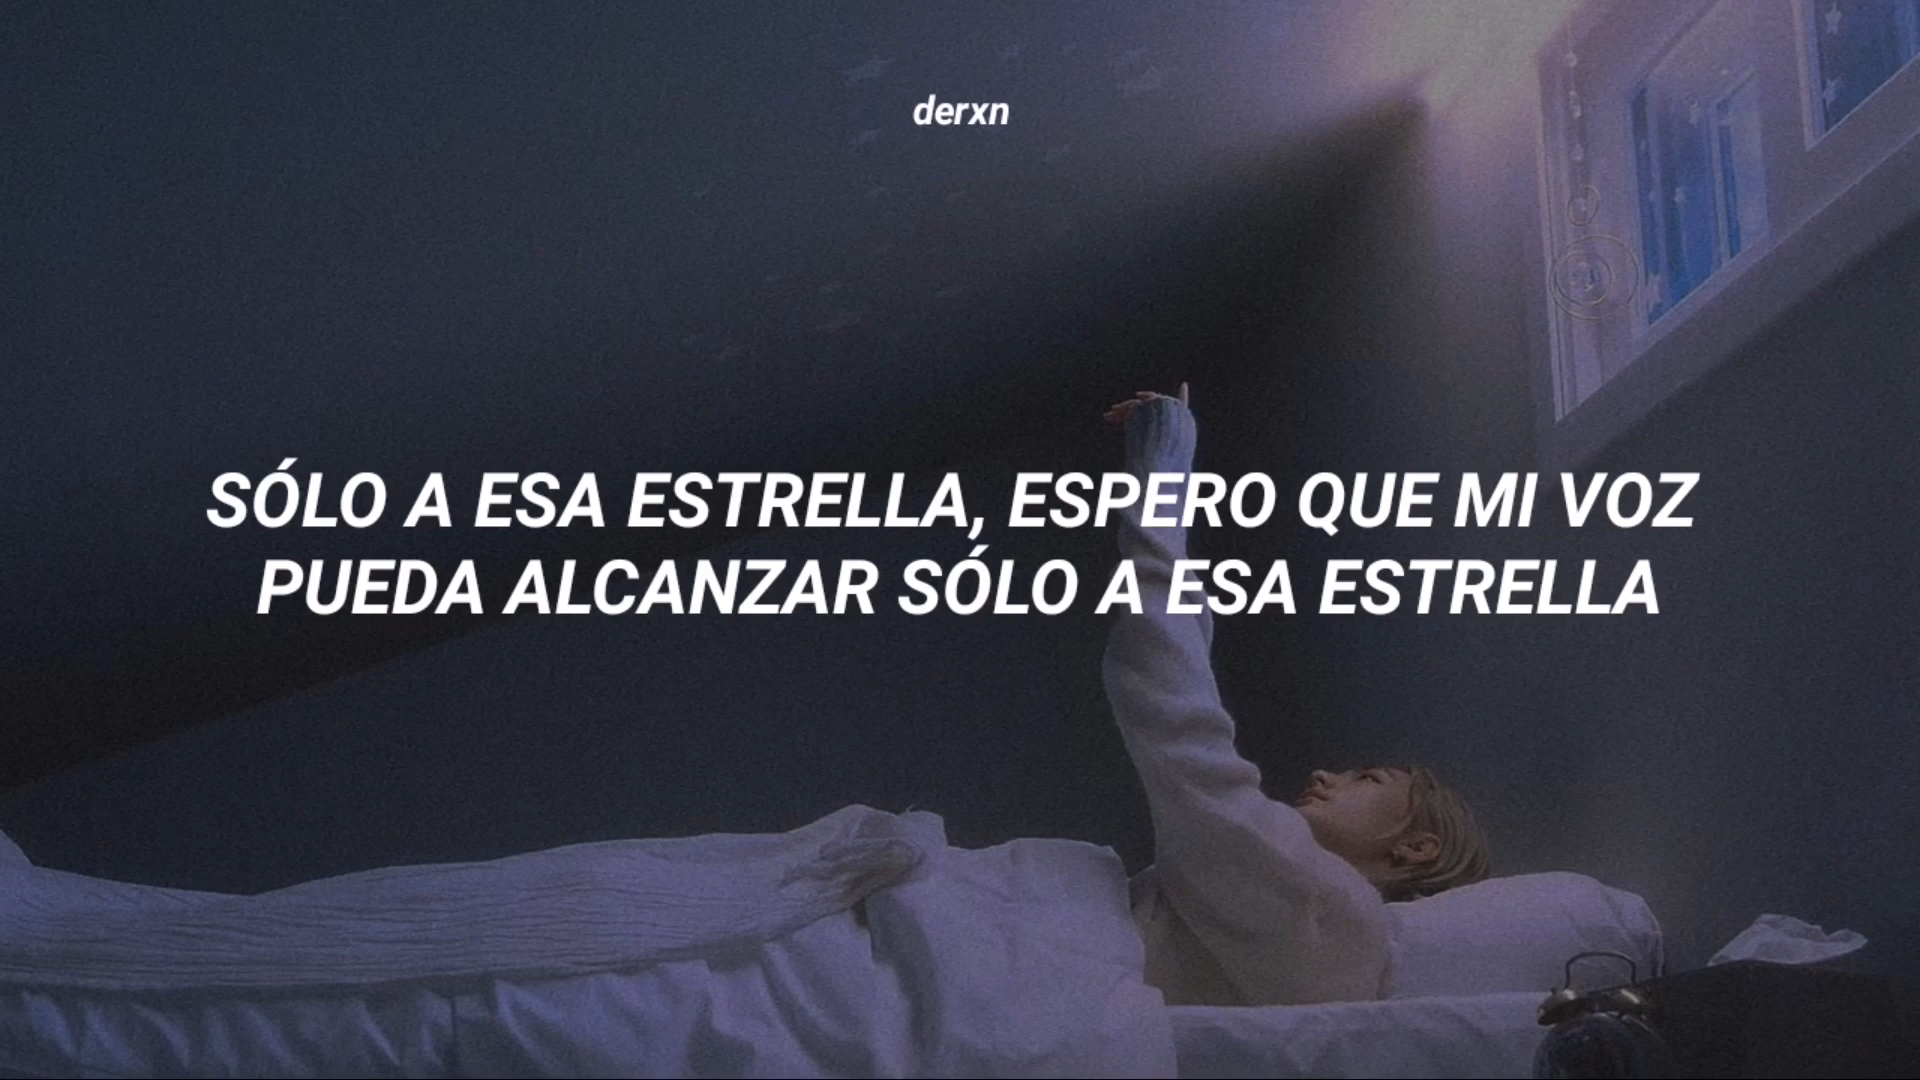 derxn
SÓLO A ESA ESTRELLA, ESPERO QUE MI VOZ
PUEDA ALCANZAR SÓLO A ESA ESTRELLA